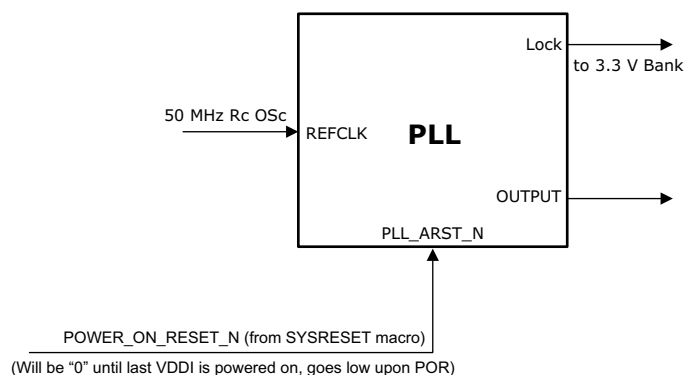 Lock
to 3.3 V Bank
50 MHz Rc OSc
REFCLK
PLL
OUTPUT
PLL_ARST_N
POWER_ON_RESET_N (from SYSRESET macro)
(Will be “0” until last VDDI is powered on, goes low upon POR)